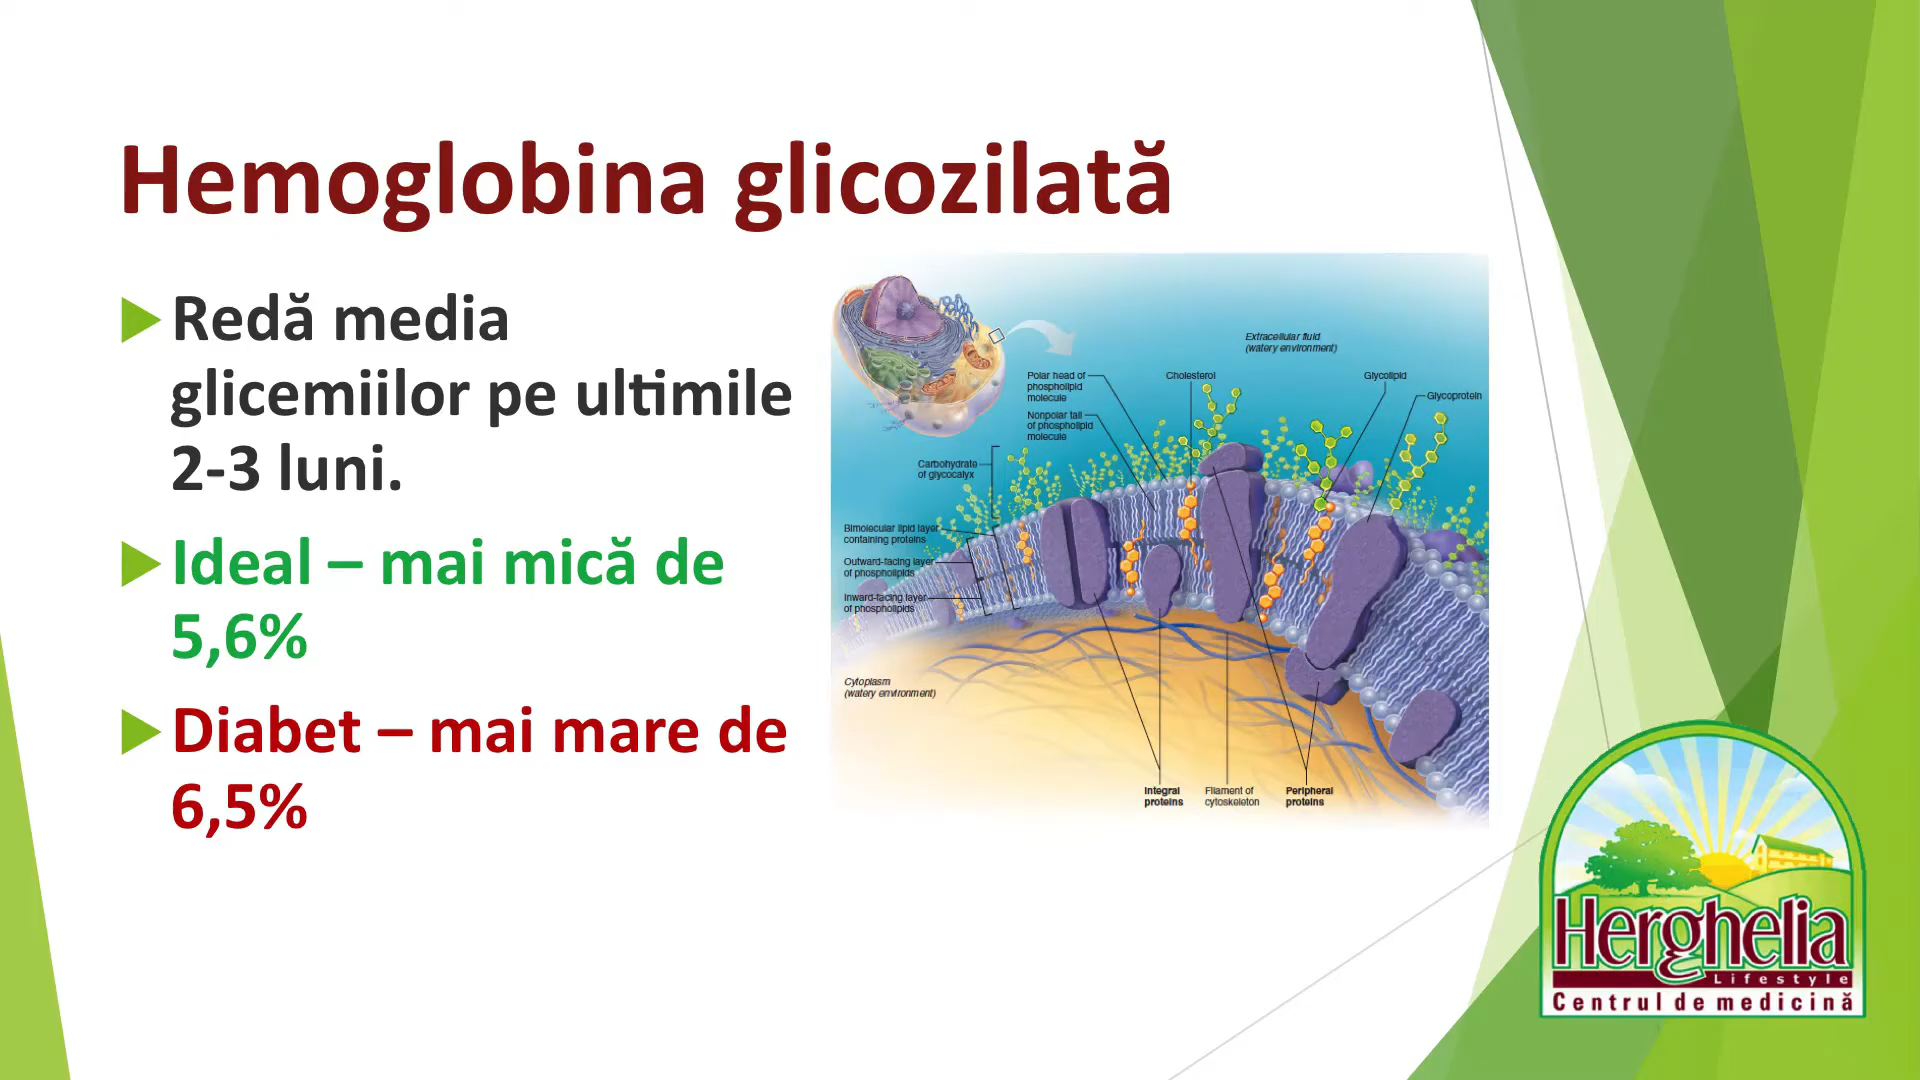 Hemoglobina glicozilată
Redă media
glicemiilor pe ultimile
2-3 luni.
Ideal – mai mică de
5,6%
Diabet – mai mare de
6,5%
Extracellular fluid
(watery environment)
Polar head of
phospholipid
molecule
Cholesterol
Glycolipid
Glycoprotein
Nonpolar tail
of phospholipid
molecule
Carbohydrate
of glycocalyx
Bimolecular lipid layer
containing proteins
Outward-facing layer
of phospholipids
Inward-facing layer
of phospholipids
Cytoplasm
(watery environment)
Integral
proteins
Filament of
cytoskeleton
Peripheral
proteins
Herghelia
Lifestyle
Centrul de medicină